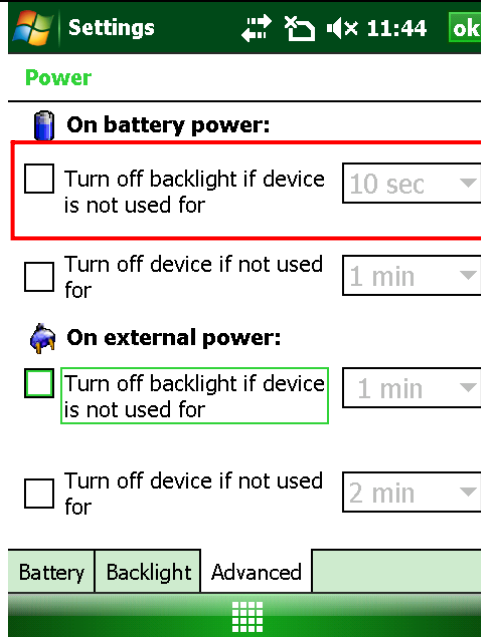 Settings 11:44 ok
Power
On battery power:
Turn off backlight if device
is not used for
10 sec
Turn off device if not used
for
1 min
On external power:
Turn off backlight if device
is not used for
1 min
Turn off device if not used
for
2 min
Battery Backlight Advanced